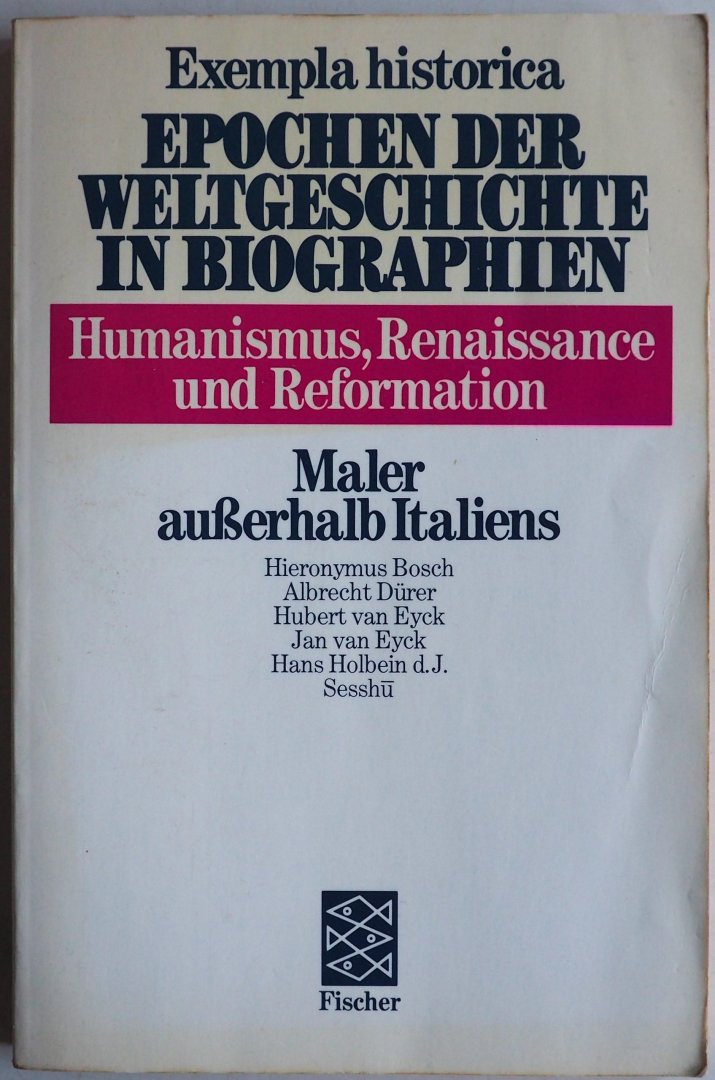 Exempla historica
EPOCHEN DER
WELTGESCHICHTE
IN BIOGRAPHIEN
Humanismus, Renaissance
und Reformation
Maler
außerhalb Italiens
Hieronymus Bosch
Albrecht Dürer
Hubert van Eyck
Jan van Eyck
Hans Holbein d. J.
Sesshū
Fischer